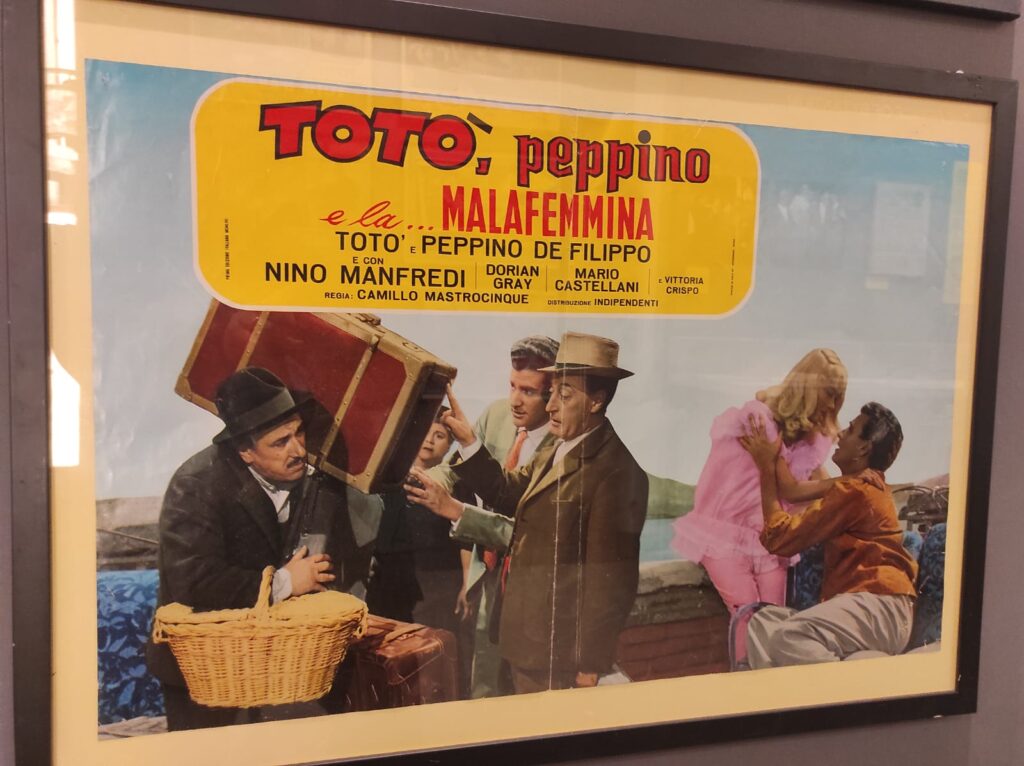 TOTO', peppino
e la... MALAFEMMINA
TOTO' E PEPPINO DE FILIPPO
E CON
NINO MANFREDI DORIAN GRAY MARIO CASTELLANI E VITTORIA CRISPO
REGIA: CAMILLO MASTROCINQUE DISTRIBUZIONE INDIPENDENTI